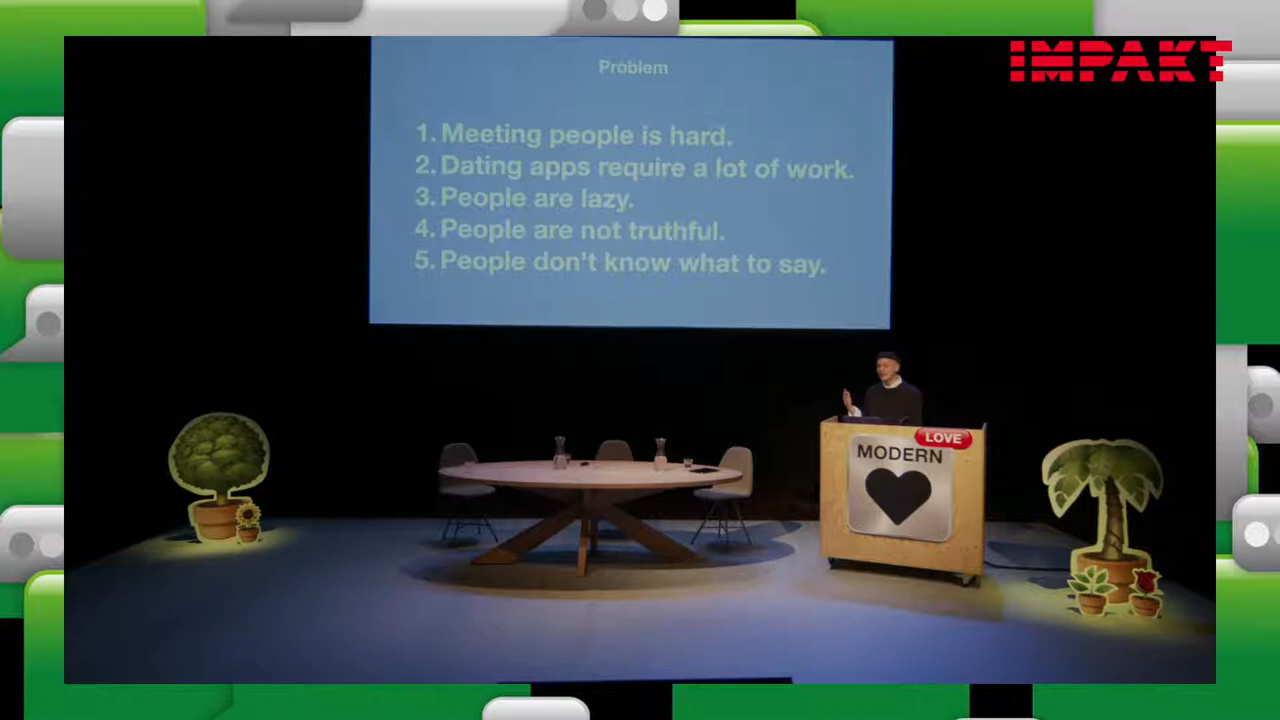 IMPAKT
Problem
1. Meeting people is hard.
2. Dating apps require a lot of work.
3. People are lazy.
4. People are not truthful.
5. People don't know what to say.
LOVE
MODERN